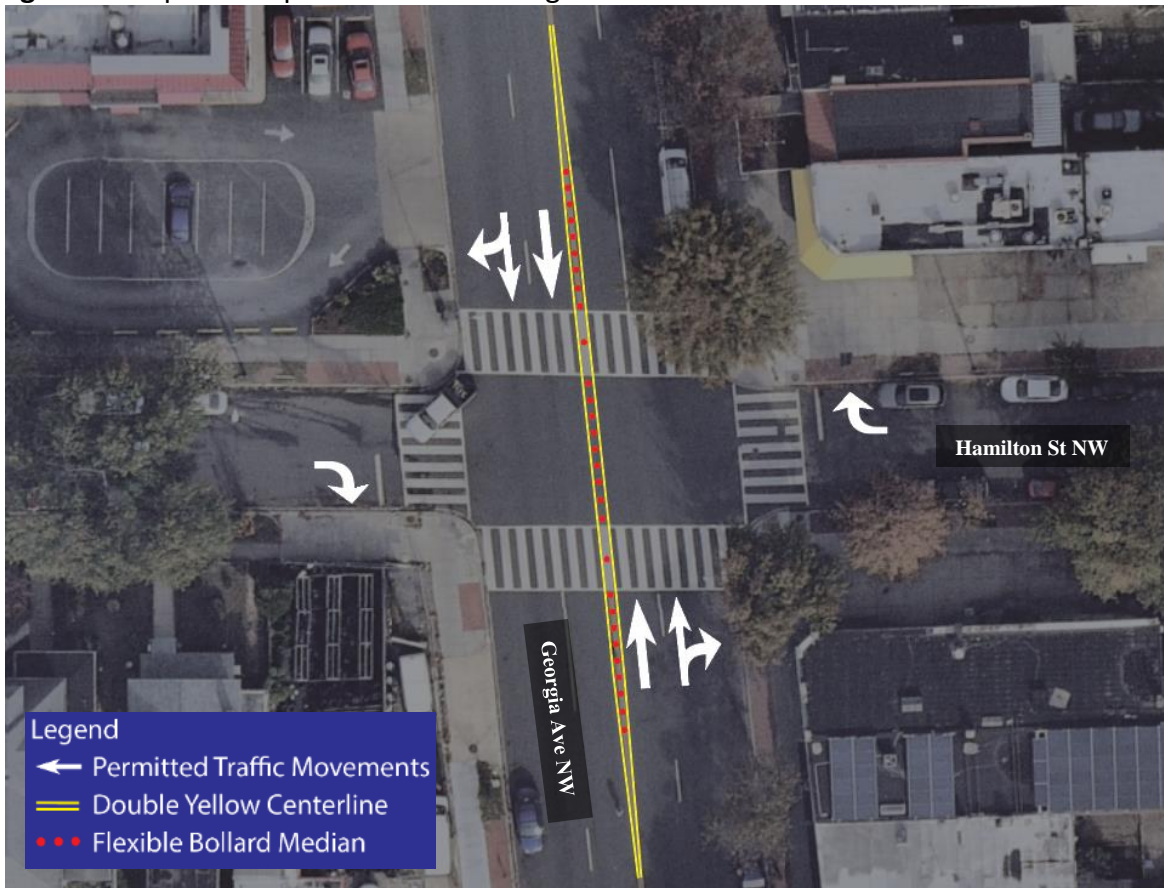 Hamilton St NW
Georgia Ave NW
Legend
Permitted Traffic Movements
Double Yellow Centerline
Flexible Bollard Median